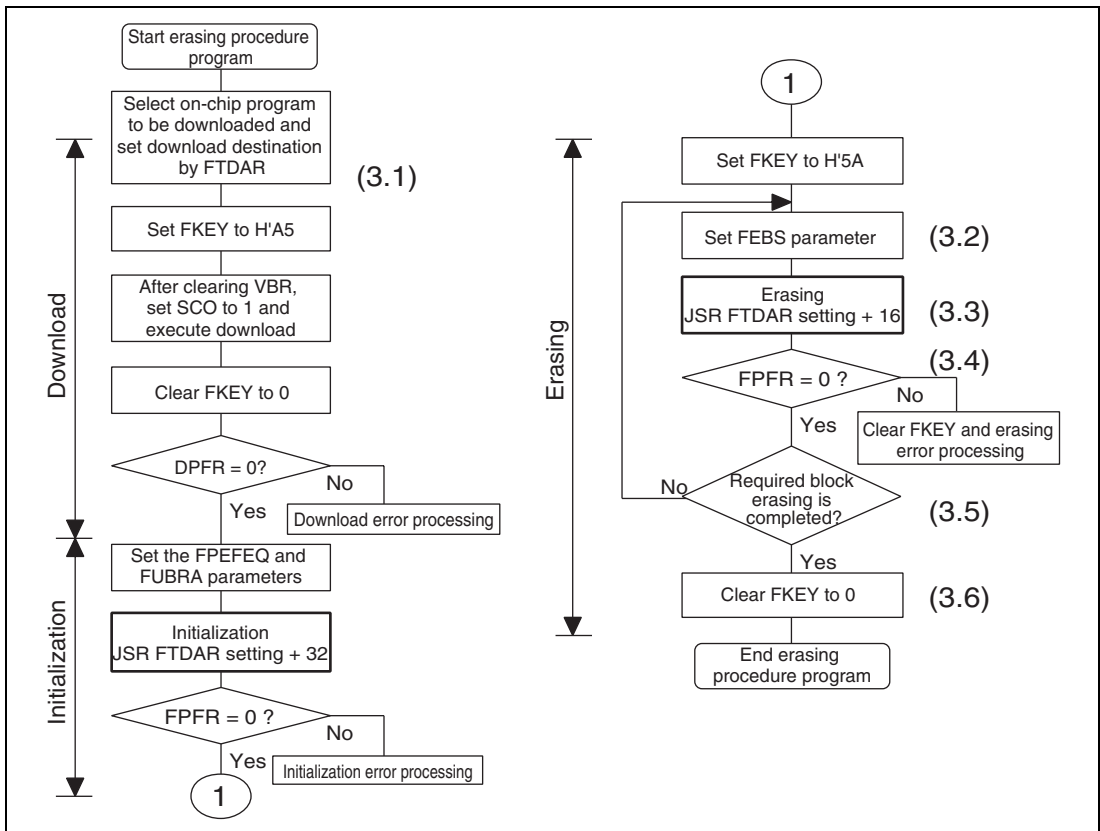 Start erasing procedure
program
Select on-chip program
to be downloaded and
set download destination
by FTDAR
(3.1)
Set FKEY to H'A5
After clearing VBR,
set SCO to 1 and
execute download
Clear FKEY to 0
DPFR = 0?
No
Yes
Download error processing
Download
Set the FPEFEQ and
FUBRA parameters
Initialization
JSR FTDAR setting + 32
FPFR = 0 ?
No
Yes
Initialization error processing
Initialization
1
1
Set FKEY to H'5A
Set FEBS parameter
(3.2)
Erasing
JSR FTDAR setting + 16
(3.3)
(3.4)
FPFR = 0 ?
No
Yes
Clear FKEY and erasing
error processing
Erasing
No
Required block
erasing is
completed?
(3.5)
Yes
Clear FKEY to 0
(3.6)
End erasing
procedure program